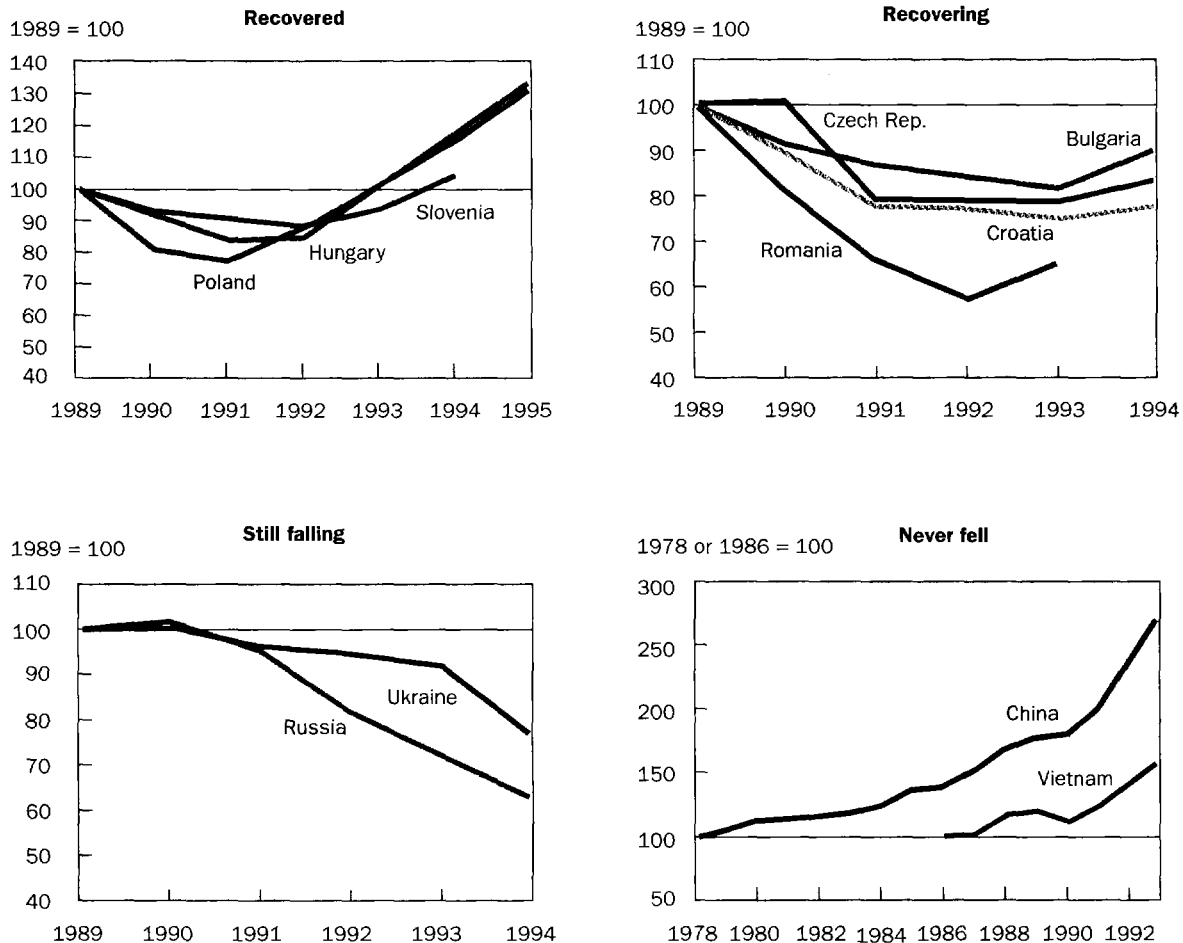 Recovered
1989 = 100
140
130
120
110
100
90
80
70
60
50
40
Slovenia
Hungary
Poland
1989 1990 1991 1992 1993 1994 1995
Recovering
1989 = 100
110
100
90
80
70
60
50
40
Czech Rep.
Bulgaria
Croatia
Romania
1989 1990 1991 1992 1993 1994
Still falling
1989 = 100
110
100
90
80
70
60
50
40
Ukraine
Russia
1989 1990 1991 1992 1993 1994
Never fell
1978 or 1986 = 100
300
250
200
150
100
50
China
Vietnam
1978 1980 1982 1984 1986 1988 1990 1992